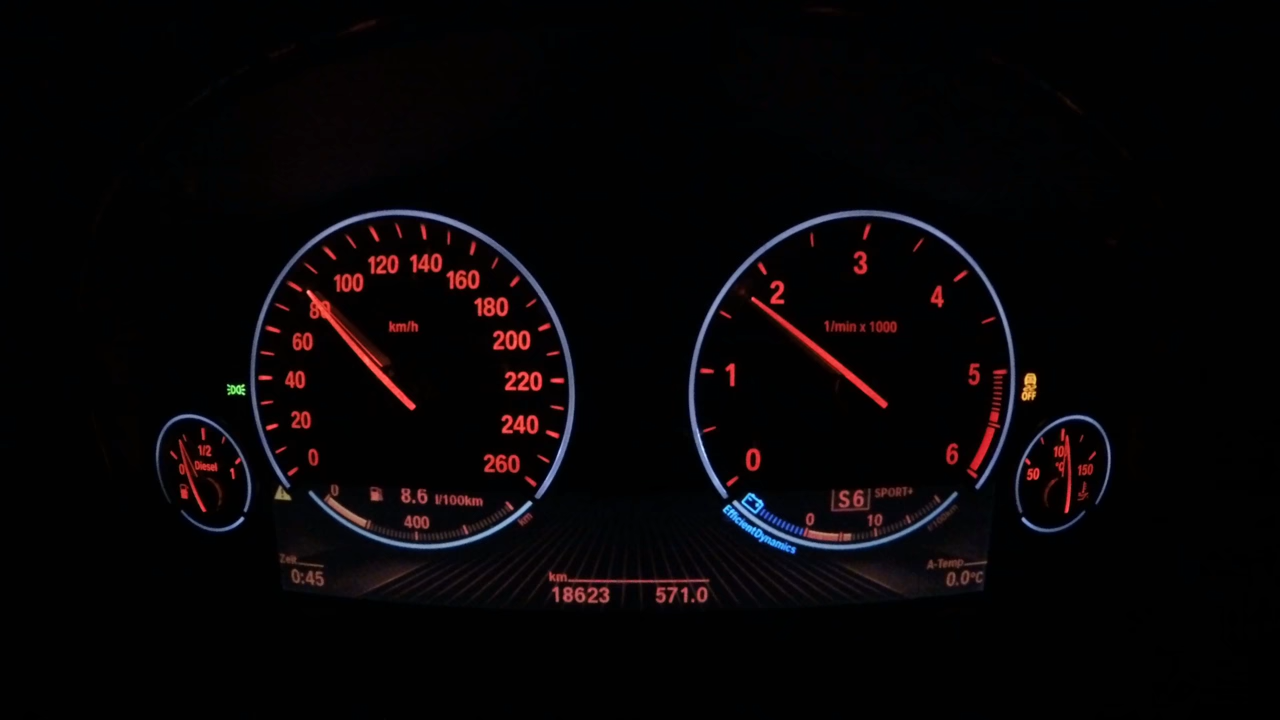 0
20
40
60
80
100
120
140
160
180
200
220
240
260
km/h
0
1
2
3
4
5
6
1/min x 1000
OFF
0
1/2
1
Diesel
50
100
150
°C
0
400
km
8.6 l/100km
EfficientDynamics
S6 SPORT+
0
10
l/100km
Zeit
0:45
km
18623 571.0
A-Temp
0.0°C